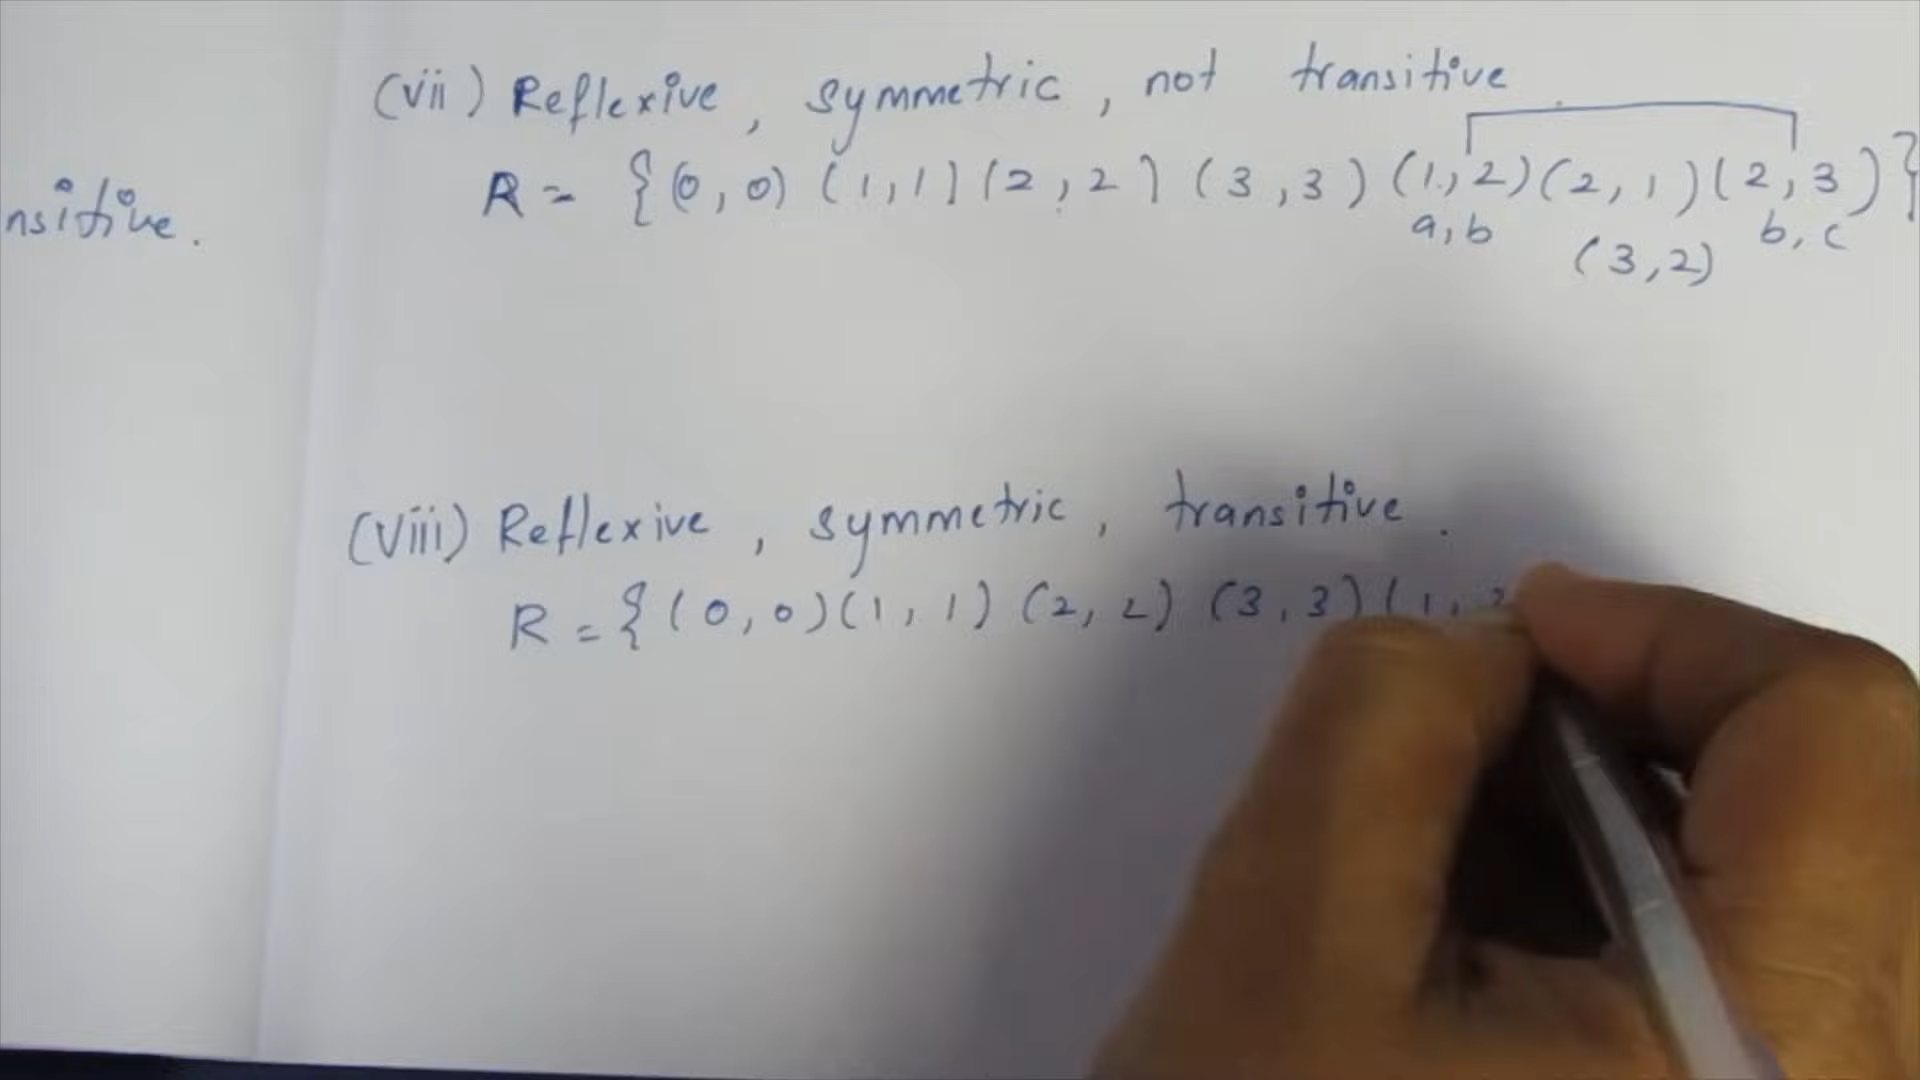 (vii) Reflexive, symmetric, not transitive
R = {(0,0) (1,1) (2,2) (3,3) (1,2) (2,1) (2,3)}
a,b b,c
(3,2)
nsitive.
(viii) Reflexive, symmetric, transitive.
R = {(0,0) (1,1) (2,2) (3,3) (1,